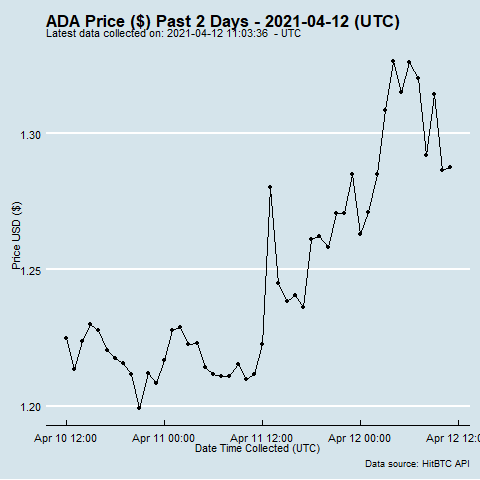 ADA Price ($) Past 2 Days - 2021-04-12 (UTC)
Latest data collected on: 2021-04-12 11:03:36 - UTC
Price USD ($)
1.30
1.25
1.20
Apr 10 12:00
Apr 11 00:00
Apr 11 12:00
Apr 12 00:00
Apr 12 12:0
Date Time Collected (UTC)
Data source: HitBTC API